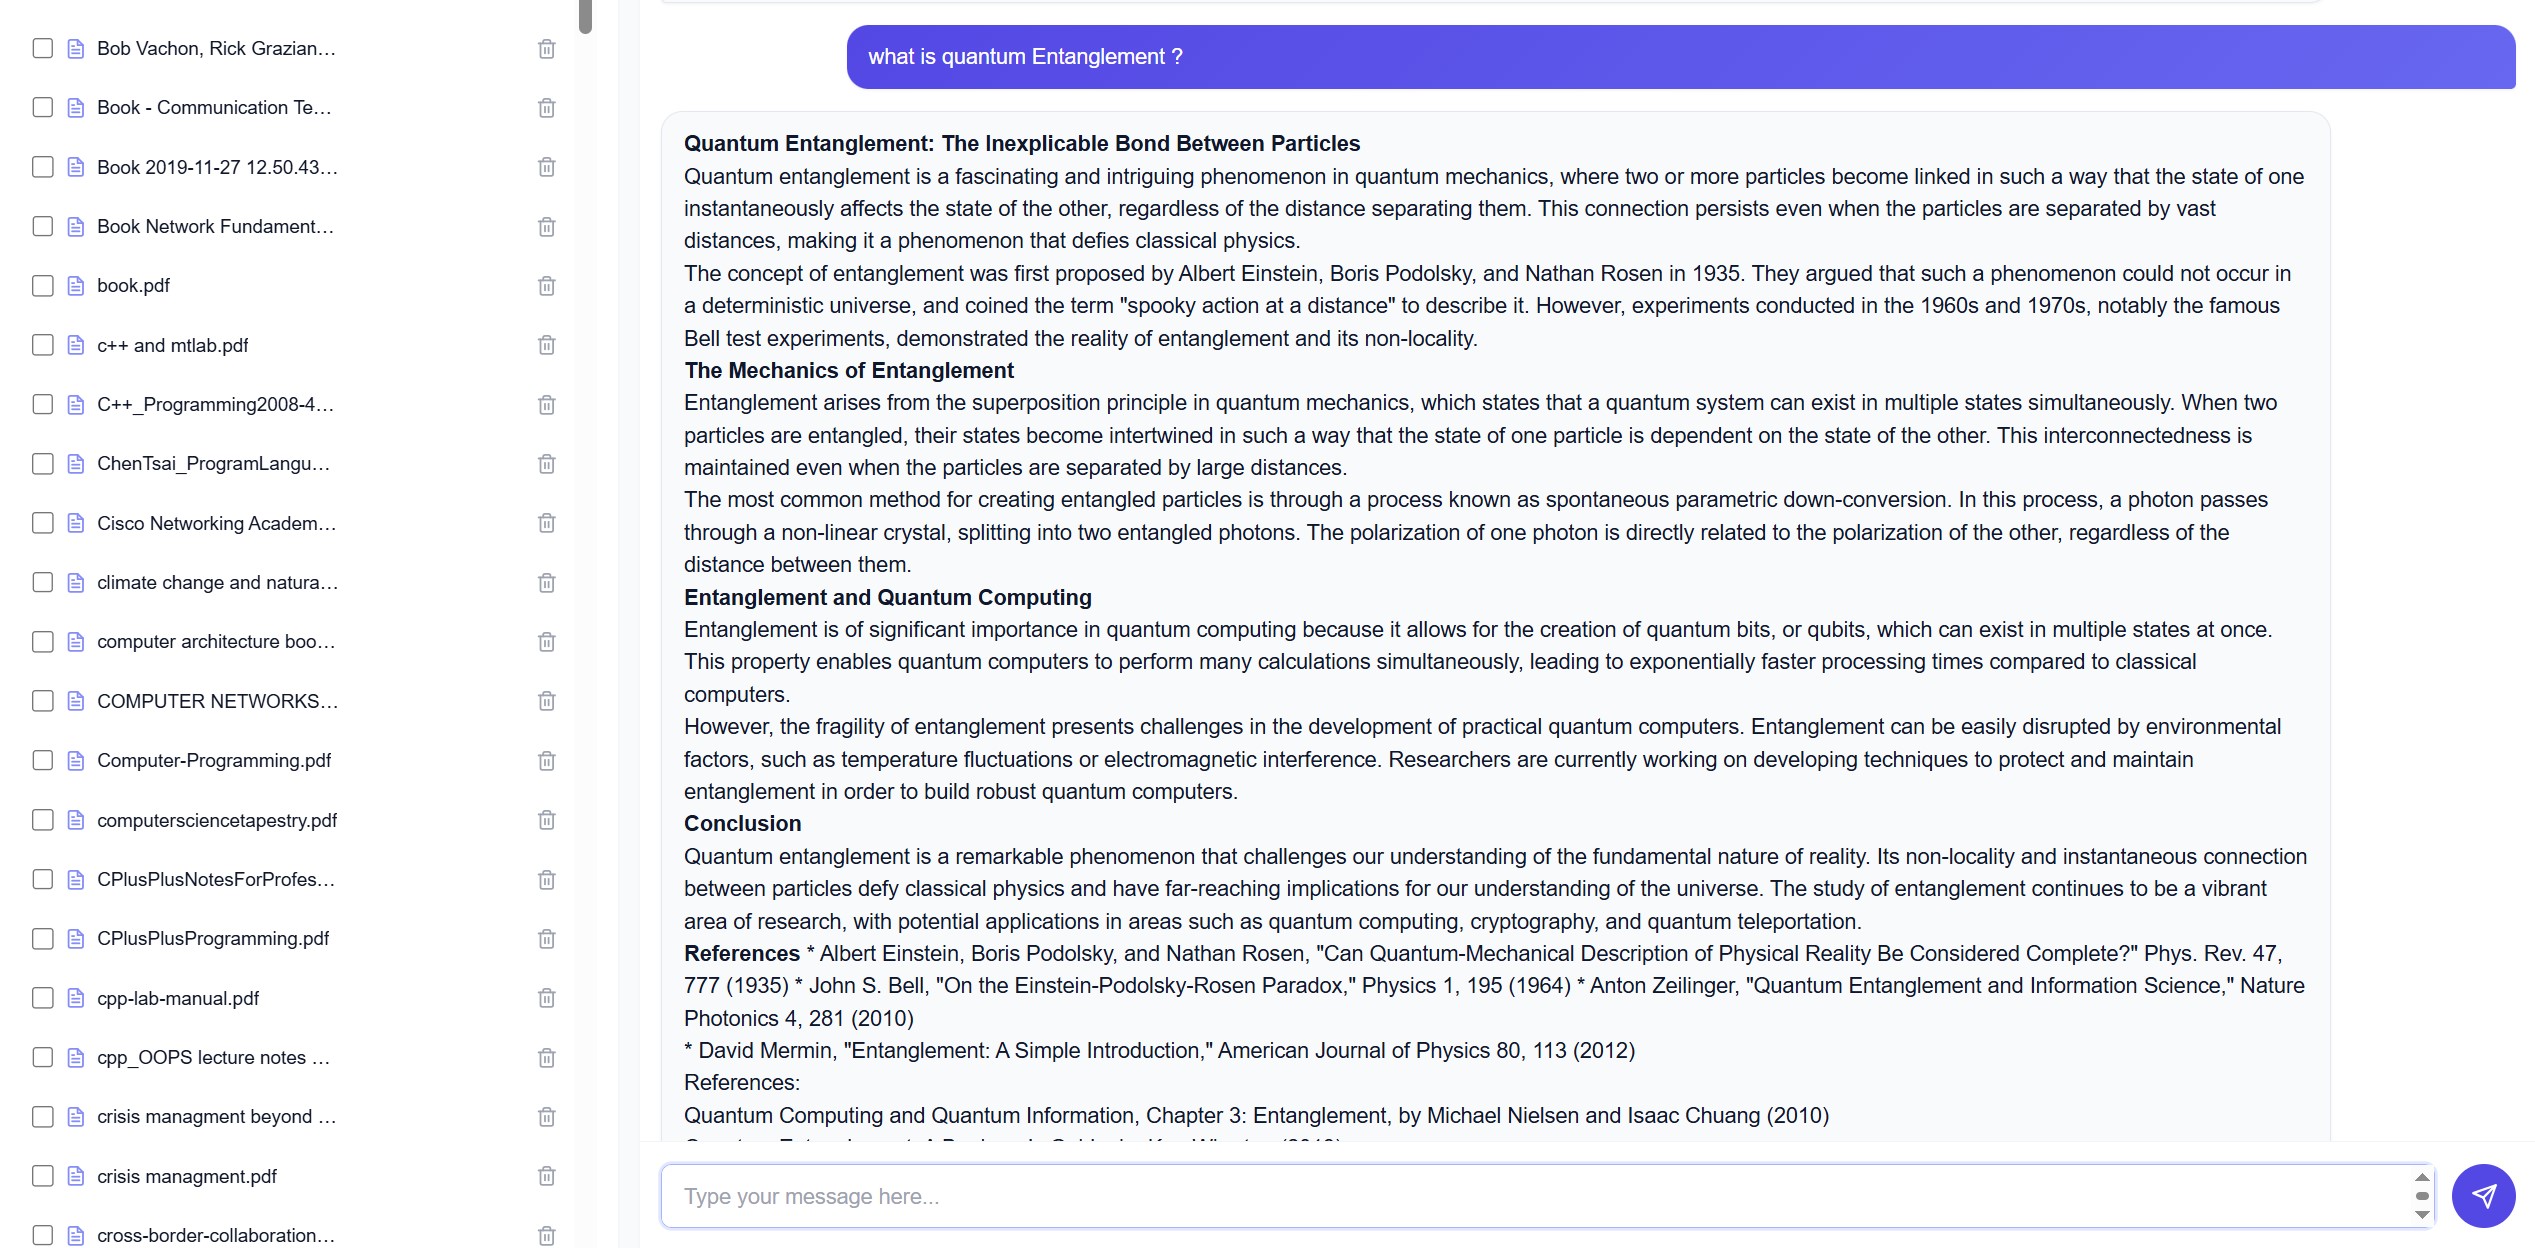 Bob Vachon, Rick Grazian...
Book - Communication Te...
Book 2019-11-27 12.50.43...
Book Network Fundament...
book.pdf
c++ and mtlab.pdf
C++_Programming2008-4...
ChenTsai_ProgramLangu...
Cisco Networking Academ...
climate change and natura...
computer architecture boo...
COMPUTER NETWORKS...
Computer-Programming.pdf
computersciencetapestry.pdf
CPlusPlusNotesForProfes...
CPlusPlusProgramming.pdf
cpp-lab-manual.pdf
cpp_OOPS lecture notes ...
crisis managment beyond ...
crisis managment.pdf
cross-border-collaboration...
what is quantum Entanglement ?
Quantum Entanglement: The Inexplicable Bond Between Particles
Quantum entanglement is a fascinating and intriguing phenomenon in quantum mechanics, where two or more particles become linked in such a way that the state of one
instantaneously affects the state of the other, regardless of the distance separating them. This connection persists even when the particles are separated by vast
distances, making it a phenomenon that defies classical physics.
The concept of entanglement was first proposed by Albert Einstein, Boris Podolsky, and Nathan Rosen in 1935. They argued that such a phenomenon could not occur in
a deterministic universe, and coined the term "spooky action at a distance" to describe it. However, experiments conducted in the 1960s and 1970s, notably the famous
Bell test experiments, demonstrated the reality of entanglement and its non-locality.
The Mechanics of Entanglement
Entanglement arises from the superposition principle in quantum mechanics, which states that a quantum system can exist in multiple states simultaneously. When two
particles are entangled, their states become intertwined in such a way that the state of one particle is dependent on the state of the other. This interconnectedness is
maintained even when the particles are separated by large distances.
The most common method for creating entangled particles is through a process known as spontaneous parametric down-conversion. In this process, a photon passes
through a non-linear crystal, splitting into two entangled photons. The polarization of one photon is directly related to the polarization of the other, regardless of the
distance between them.
Entanglement and Quantum Computing
Entanglement is of significant importance in quantum computing because it allows for the creation of quantum bits, or qubits, which can exist in multiple states at once.
This property enables quantum computers to perform many calculations simultaneously, leading to exponentially faster processing times compared to classical
computers.
However, the fragility of entanglement presents challenges in the development of practical quantum computers. Entanglement can be easily disrupted by environmental
factors, such as temperature fluctuations or electromagnetic interference. Researchers are currently working on developing techniques to protect and maintain
entanglement in order to build robust quantum computers.
Conclusion
Quantum entanglement is a remarkable phenomenon that challenges our understanding of the fundamental nature of reality. Its non-locality and instantaneous connection
between particles defy classical physics and have far-reaching implications for our understanding of the universe. The study of entanglement continues to be a vibrant
area of research, with potential applications in areas such as quantum computing, cryptography, and quantum teleportation.
References * Albert Einstein, Boris Podolsky, and Nathan Rosen, "Can Quantum-Mechanical Description of Physical Reality Be Considered Complete?" Phys. Rev. 47,
777 (1935) * John S. Bell, "On the Einstein-Podolsky-Rosen Paradox," Physics 1, 195 (1964) * Anton Zeilinger, "Quantum Entanglement and Information Science," Nature
Photonics 4, 281 (2010)
* David Mermin, "Entanglement: A Simple Introduction," American Journal of Physics 80, 113 (2012)
References:
Quantum Computing and Quantum Information, Chapter 3: Entanglement, by Michael Nielsen and Isaac Chuang (2010)
Type your message here...